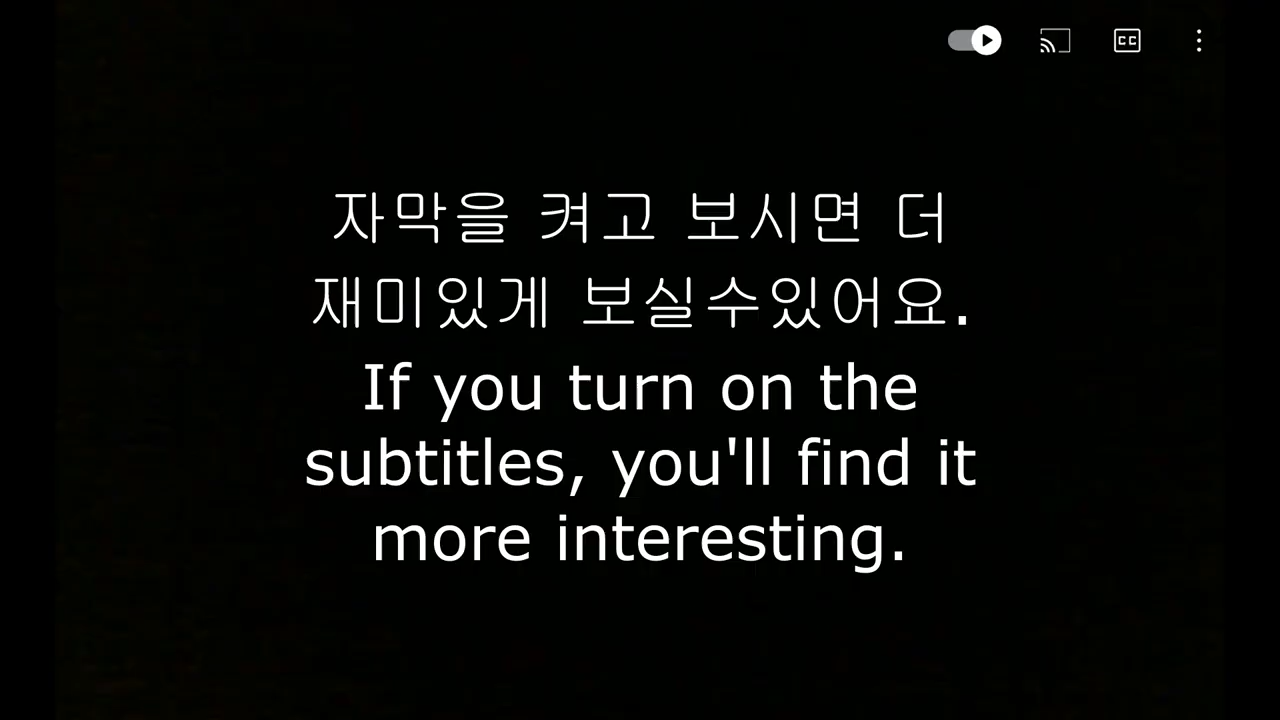 CC
자막을 켜고 보시면 더
재미있게 보실수있어요.
If you turn on the
subtitles, you'll find it
more interesting.